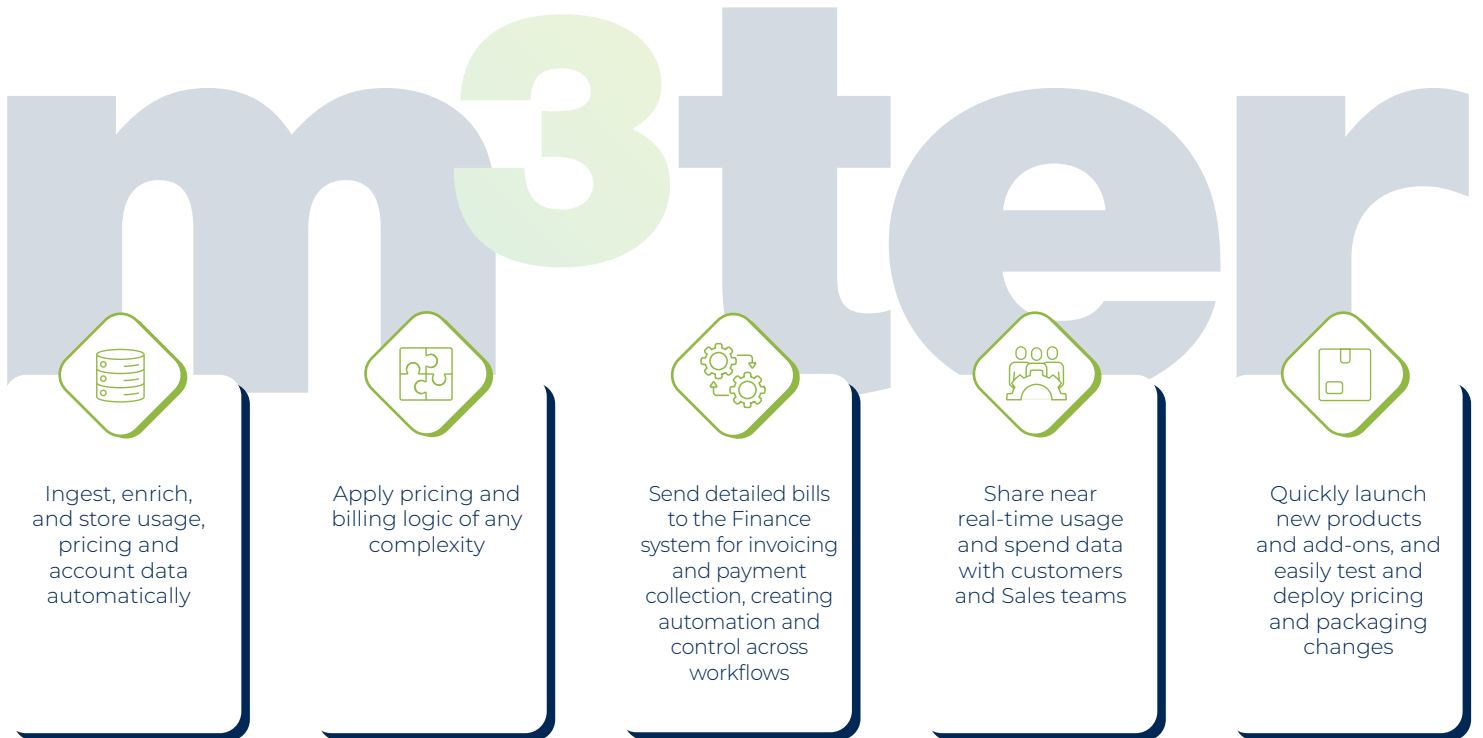 m3ter
Ingest, enrich,
and store usage,
pricing and
account data
automatically
Apply pricing and
billing logic of any
complexity
Send detailed bills
to the Finance
system for invoicing
and payment
collection, creating
automation and
control across
workflows
Share near
real-time usage
and spend data
with customers
and Sales teams
Quickly launch
new products
and add-ons, and
easily test and
deploy pricing
and packaging
changes